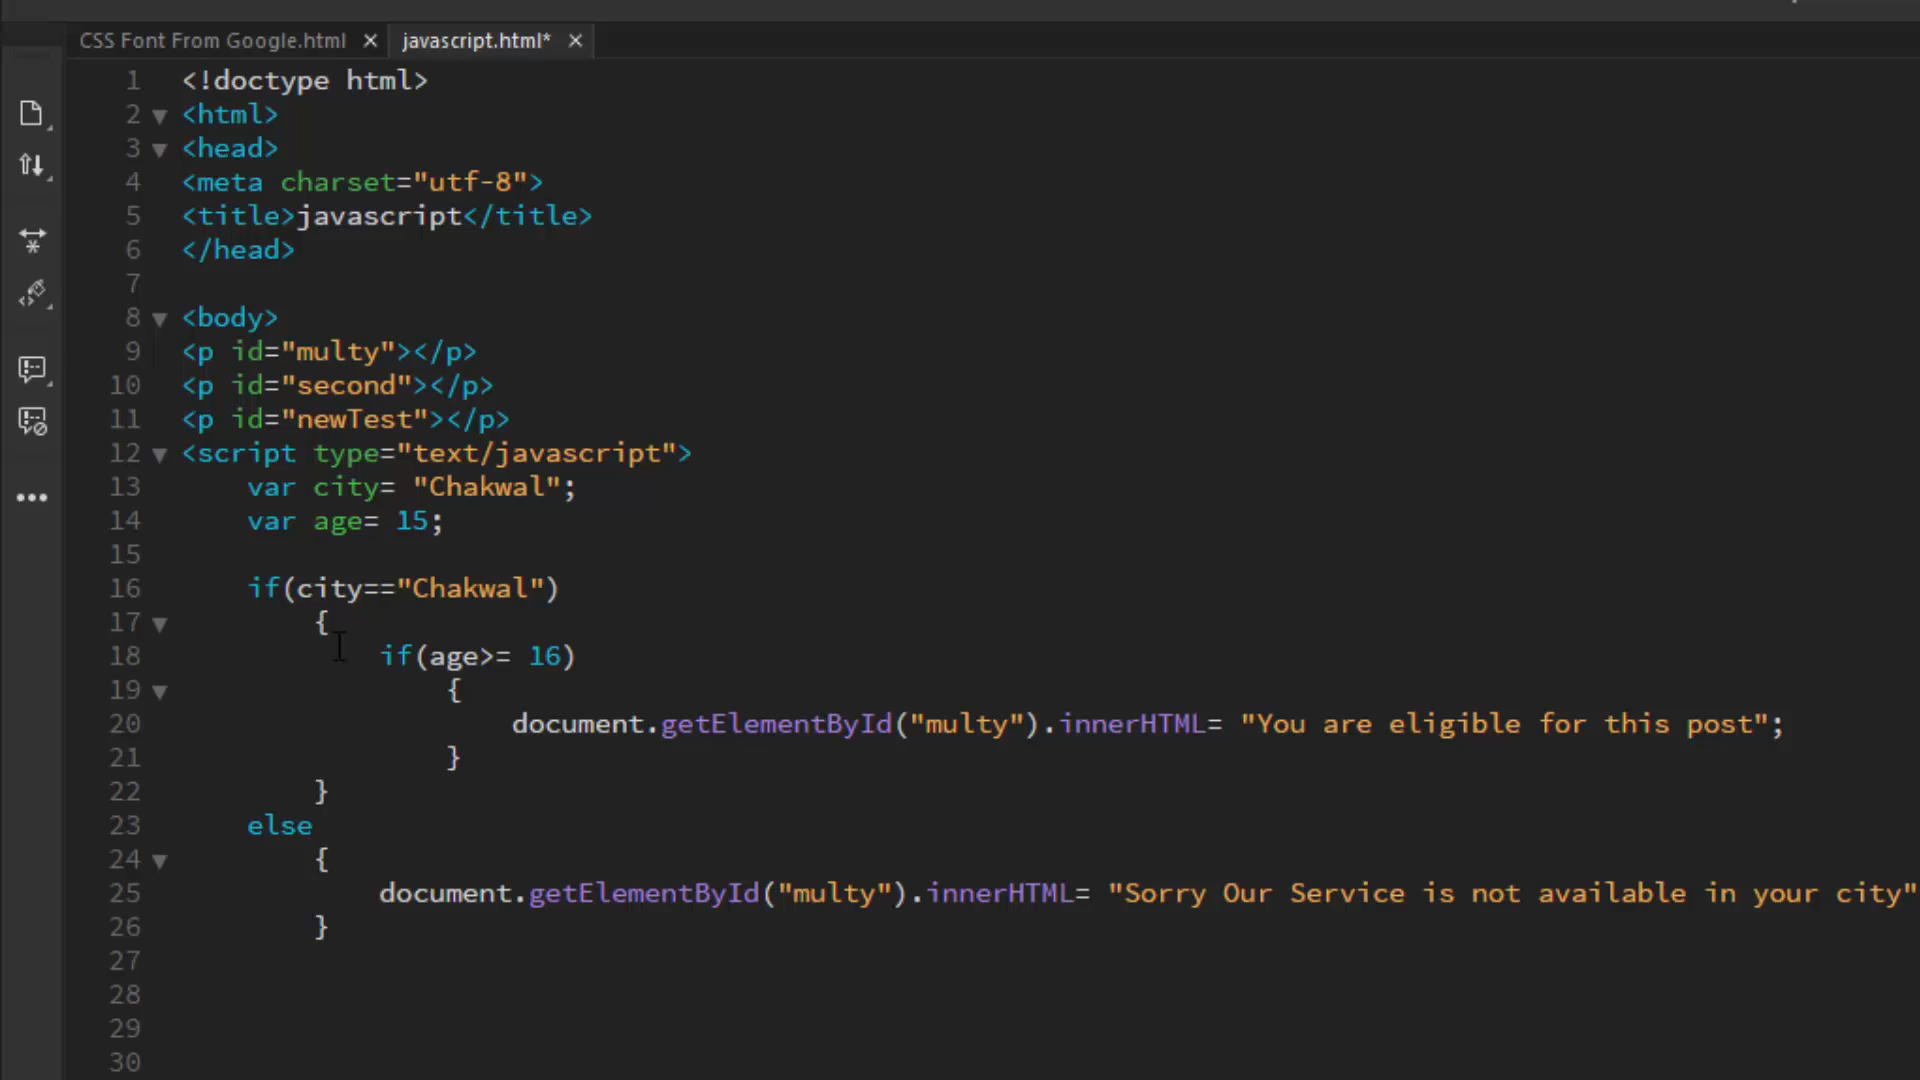 CSS Font From Google.html × javascript.html* ×
1 <!doctype html>
2 <html>
3 <head>
4 <meta charset="utf-8">
5 <title>javascript</title>
6 </head>
7
8 <body>
9 <p id="multy"></p>
10 <p id="second"></p>
11 <p id="newTest"></p>
12 <script type="text/javascript">
13 var city= "Chakwal";
14 var age= 15;
15
16 if(city=="Chakwal")
17 {
18 if(age>= 16)
19 {
20 document.getElementById("multy").innerHTML= "You are eligible for this post";
21 }
22 }
23 else
24 {
25 document.getElementById("multy").innerHTML= "Sorry Our Service is not available in your city"
26 }
27
28
29
30